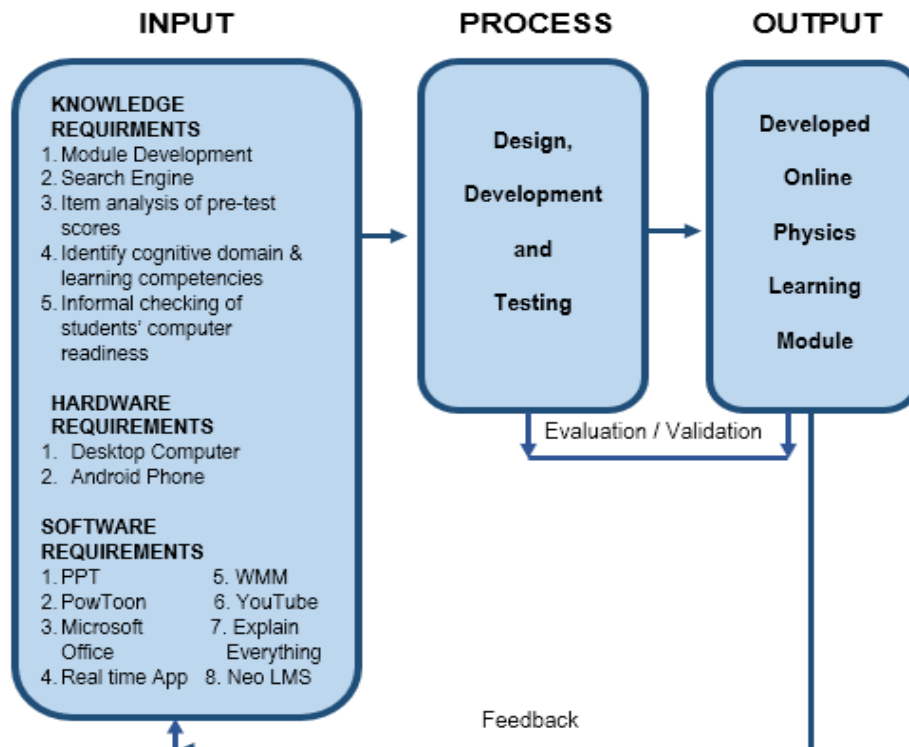 INPUT
PROCESS
OUTPUT
KNOWLEDGE
REQUIRMENTS
1. Module Development
2. Search Engine
3. Item analysis of pre-test
scores
4. Identify cognitive domain &
learning competencies
5. Informal checking of
students' computer
readiness
HARDWARE
REQUIREMENTS
1. Desktop Computer
2. Android Phone
SOFTWARE
REQUIREMENTS
1. PPT
2. PowToon
3. Microsoft
Office
4. Real time App
5. WMM
6. YouTube
7. Explain
Everything
8. Neo LMS
Design,
Development
and
Testing
Developed
Online
Physics
Learning
Module
Evaluation / Validation
Feedback